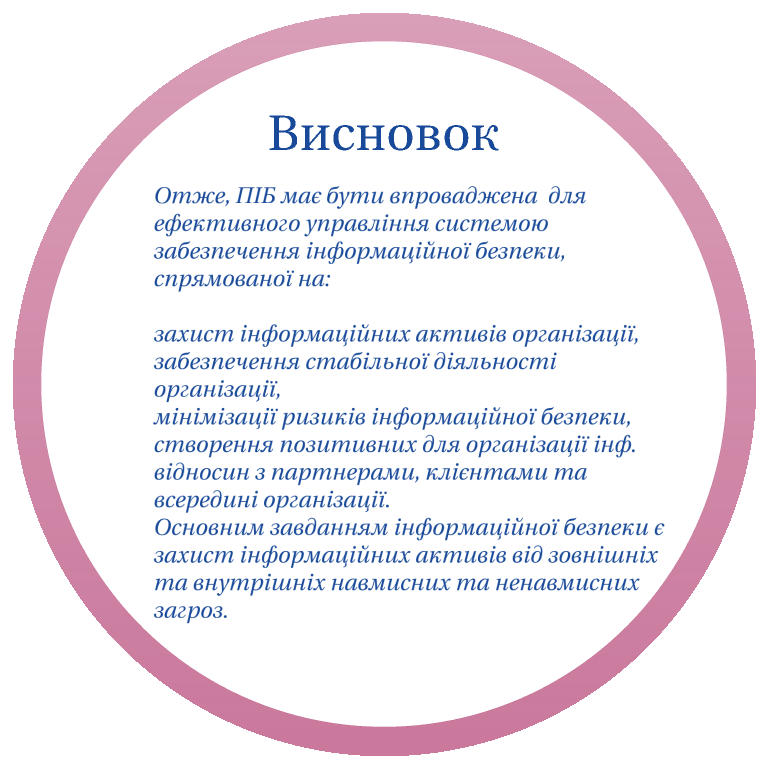 Висновок
Отже, ПІБ має бути впроваджена  для
ефективного управління системою
забезпечення інформаційної безпеки,
спрямованої на:
захист інформаційних активів організації,
забезпечення стабільної діяльності
організації,
мінімізації ризиків інформаційної безпеки,
створення позитивних для організації інф.
відносин з партнерами, клієнтами та
всередині організації.
Основним завданням інформаційної безпеки є
захист інформаційних активів від зовнішніх
та внутрішніх навмисних та ненавмисних
загроз.